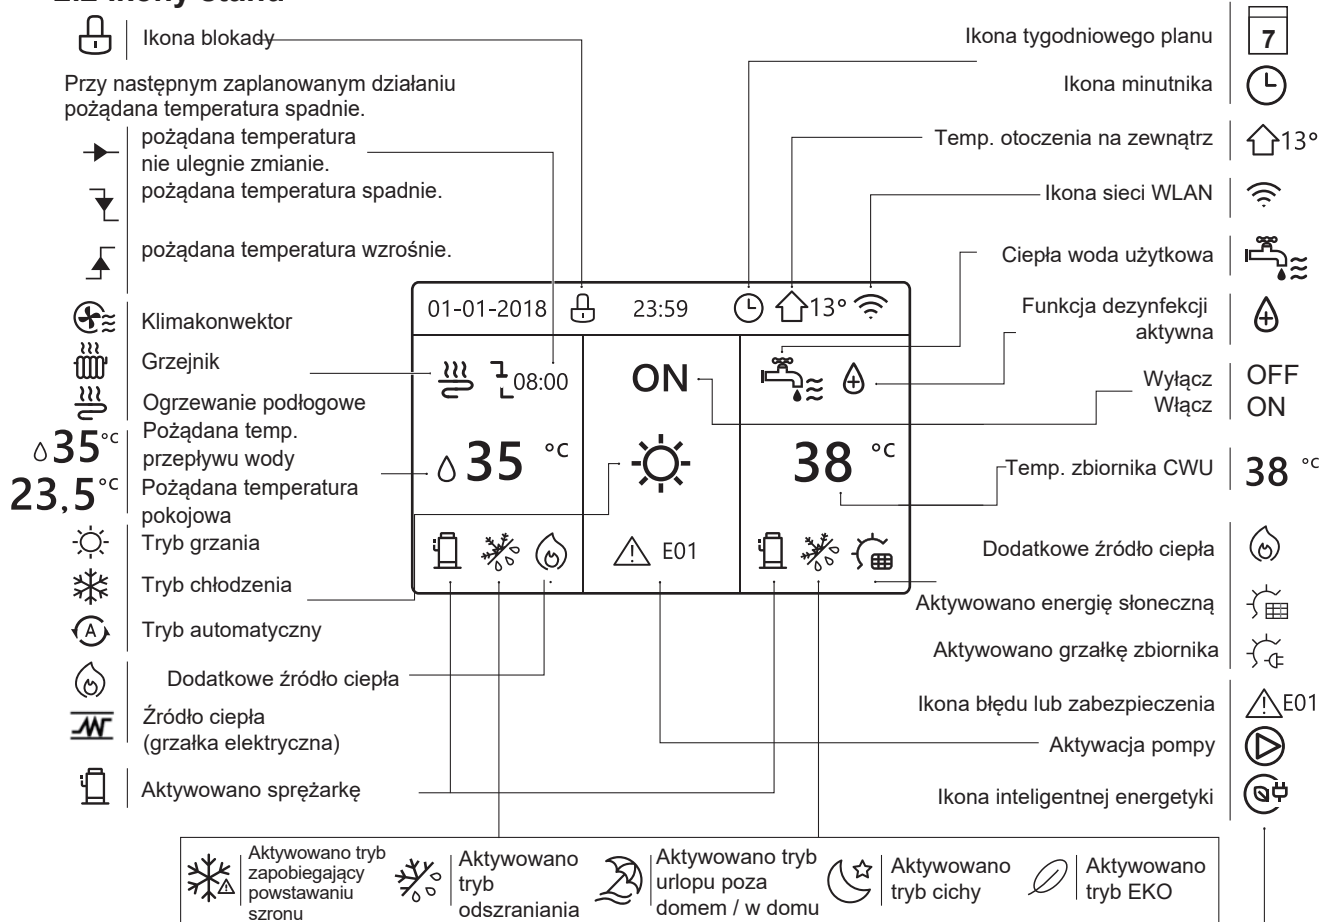 2.2 Ikony stanu
Ikona blokady
Przy następnym zaplanowanym działaniu
pożądana temperatura spadnie.
pożądana temperatura
nie ulegnie zmianie.
pożądana temperatura spadnie.
pożądana temperatura wzrośnie.
Klimakonwektor
Grzejnik
Ogrzewanie podłogowe
35°C
Pożądana temp.
przepływu wody
23,5°C
Pożądana temperatura
pokojowa
Tryb grzania
Tryb chłodzenia
A
Tryb automatyczny
Dodatkowe źródło ciepła
Źródło ciepła
(grzałka elektryczna)
Aktywowano sprężarkę
01-01-2018
23:59
13°
08:00
ON
35 °C
38 °C
E01
Ikona tygodniowego planu
7
Ikona minutnika
Temp. otoczenia na zewnątrz
13°
Ikona sieci WLAN
Ciepła woda użytkowa
Funkcja dezynfekcji
aktywna
Wyłącz
OFF
Włącz
ON
Temp. zbiornika CWU
38 °C
Dodatkowe źródło ciepła
Aktywowano energię słoneczną
Aktywowano grzałkę zbiornika
Ikona błędu lub zabezpieczenia
E01
Aktywacja pompy
Ikona inteligentnej energetyki
Aktywowano tryb
zapobiegający
powstawaniu
szronu
Aktywowano
tryb
odszraniania
Aktywowano tryb
urlopu poza
domem / w domu
Aktywowano
tryb cichy
Aktywowano
tryb EKO